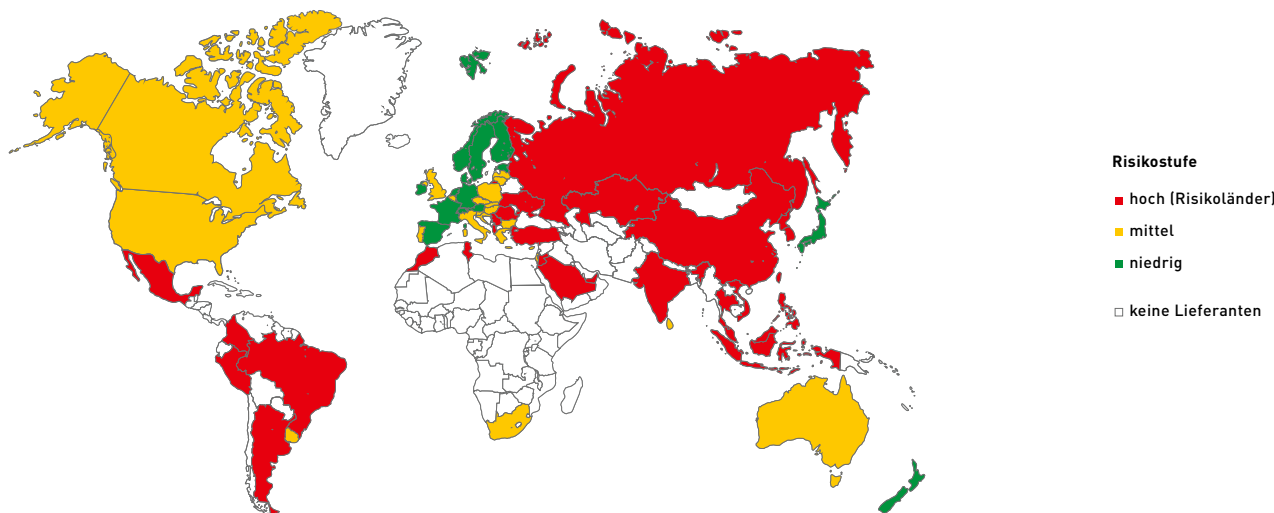 Risikostufe
hoch (Risikoländer)
mittel
niedrig
keine Lieferanten